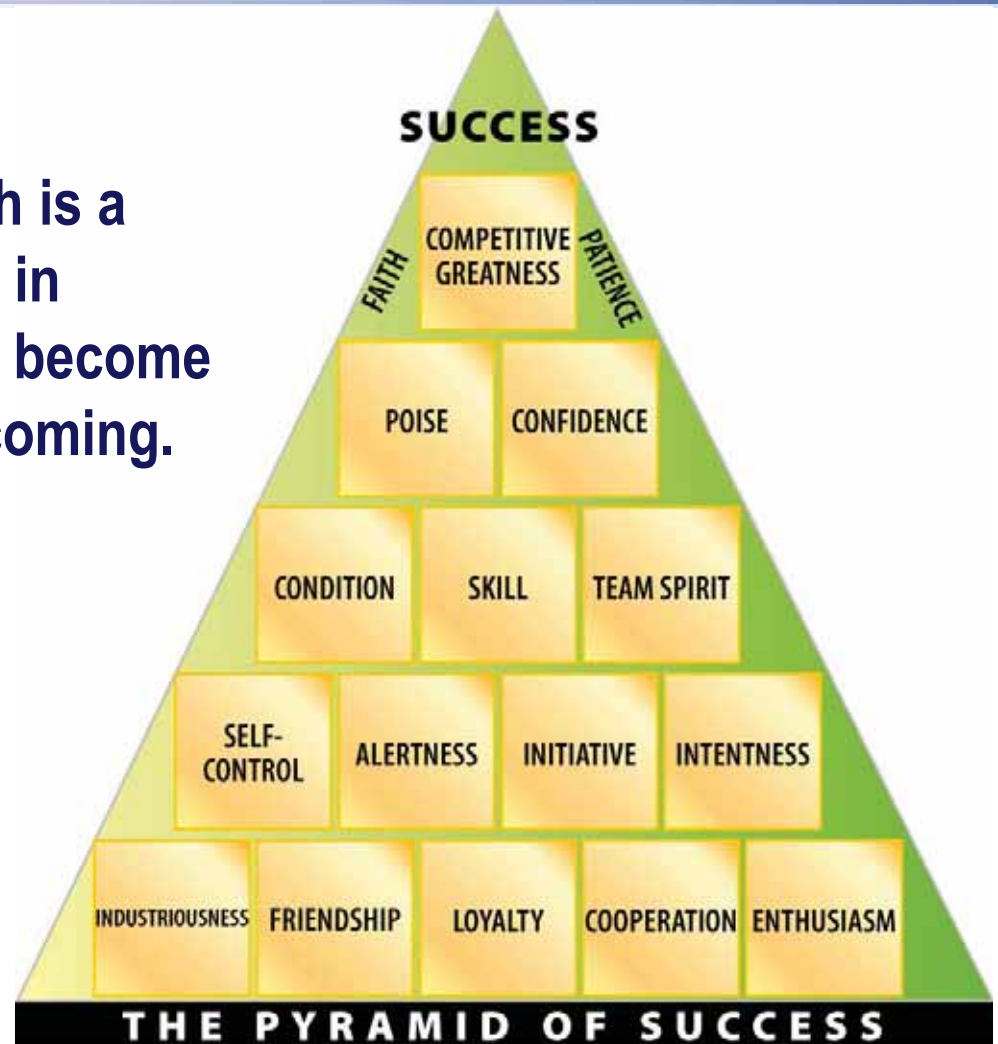 SUCCESS
h is a
in
become
coming.
FAITH
COMPETITIVE
GREATNESS
PATIENCE
POISE
CONFIDENCE
CONDITION
SKILL
TEAM SPIRIT
SELF-
CONTROL
ALERTNESS
INITIATIVE
INTENTNESS
INDUSTRIOUSNESS
FRIENDSHIP
LOYALTY
COOPERATION
ENTHUSIASM
THE PYRAMID OF SUCCESS